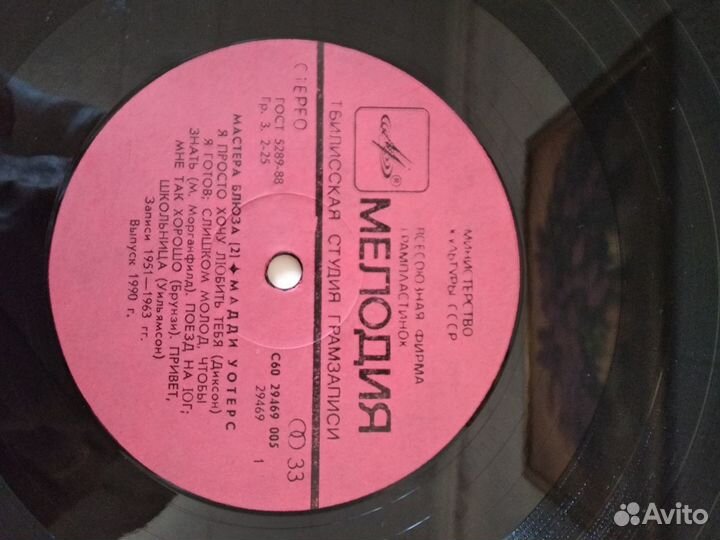 МИНИСТЕРСТВО
КУЛЬТУРЫ СССР
ВСЕСОЮЗНАЯ ФИРМА
ГРАМПЛАСТИНОК
МЕЛОДИЯ
ТБИЛИССКАЯ СТУДИЯ ГРАМЗАПИСИ
СТЕРЕО
33
ГОСТ 5289-88
Гр. 3. 2-25
С60 29469 005
29469 1
МАСТЕРА БЛЮЗА (2) ✦ МАДДИ УОТЕРС
Я ПРОСТО ХОЧУ ЛЮБИТЬ ТЕБЯ (Диксон)
Я ГОТОВ; СЛИШКОМ МОЛОД, ЧТОБЫ
ЗНАТЬ (М. Морганфилд). ПОЕЗД НА ЮГ;
МНЕ ТАК ХОРОШО (Брунзи). ПРИВЕТ,
ШКОЛЬНИЦА (Уильямсон)
Записи 1951—1963 гг.
Выпуск 1990 г.
Avito